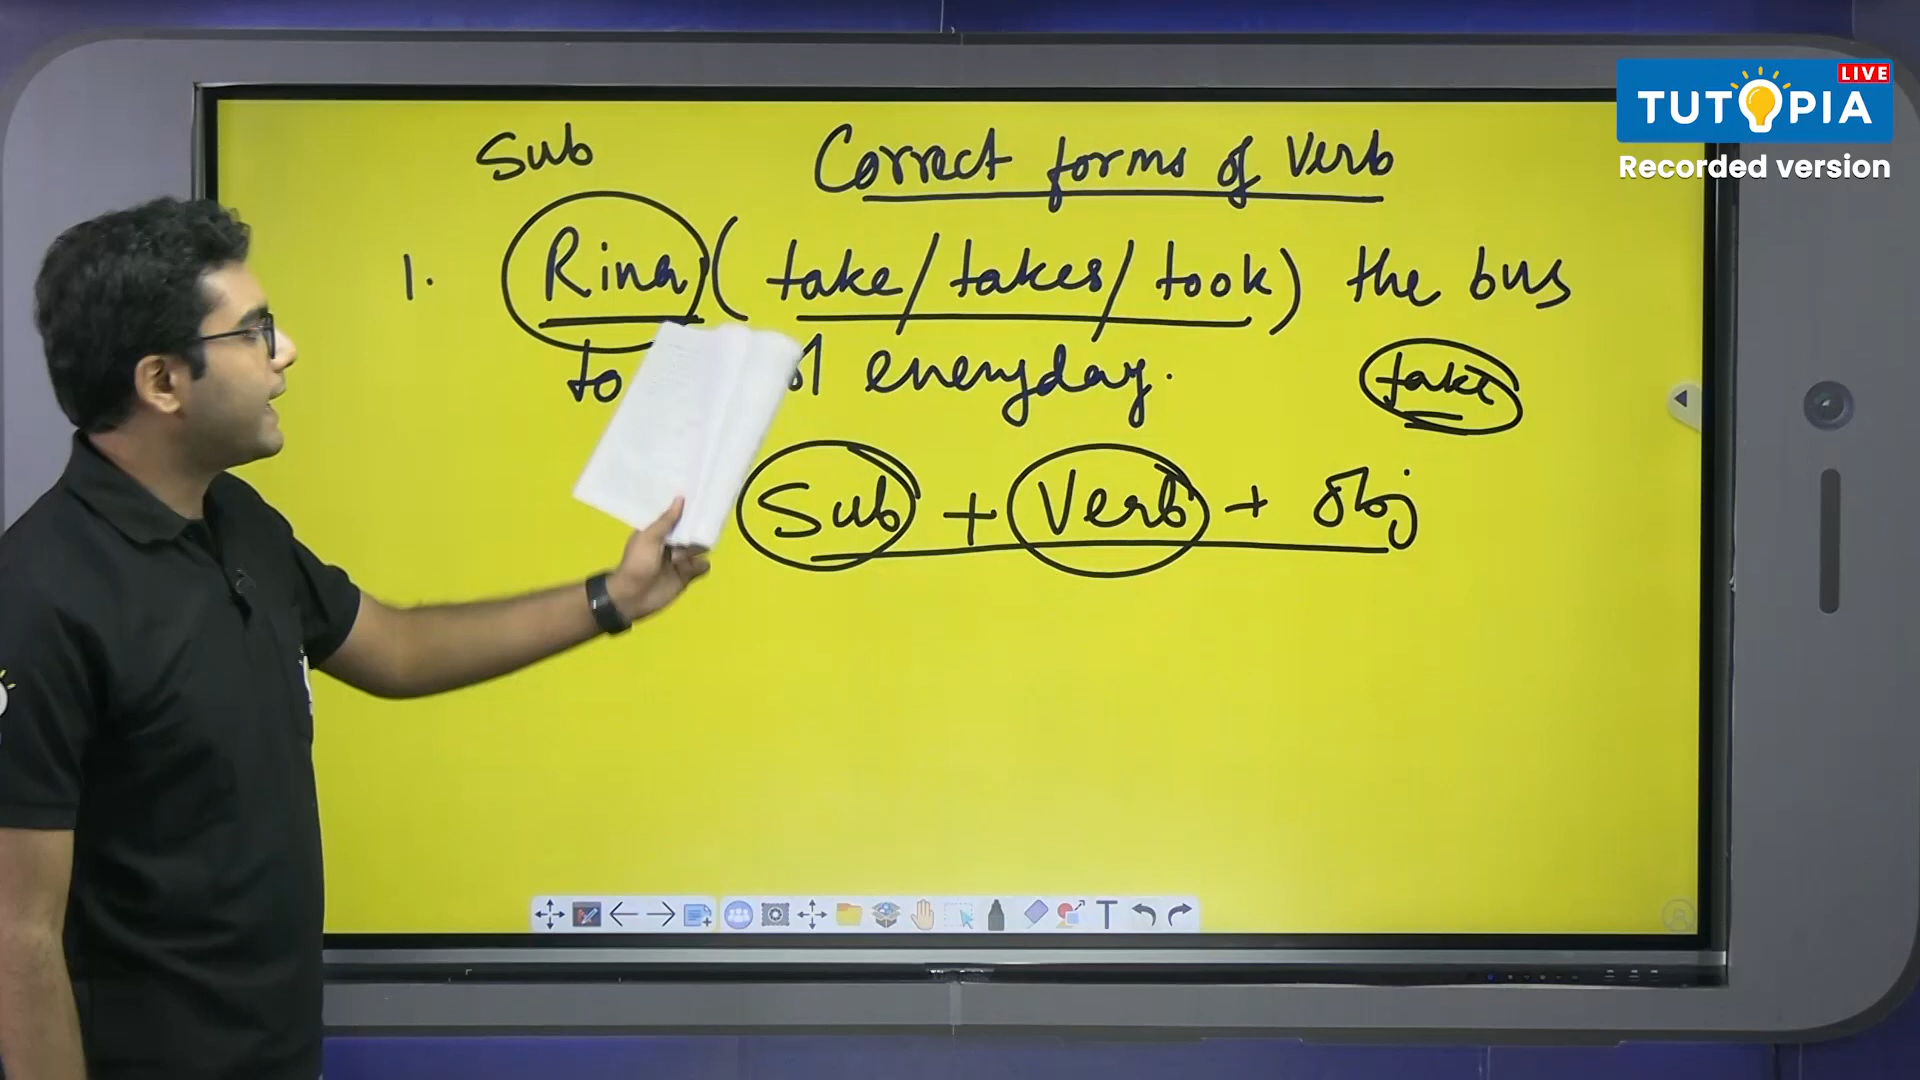 LIVE
TUTOPIA
Recorded version
Sub
Correct forms of Verb
1. Rina (take/takes/took) the bus
to everyday.
take
Sub + Verb + Obj
T